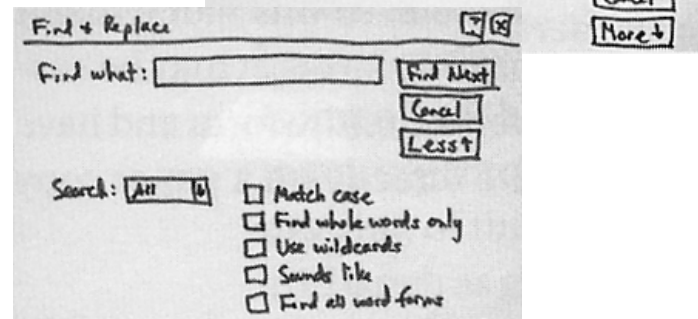 Find & Replace ? X
Find what: Find Next
Cancel
Less↑
Search: All ↓
Match case
Find whole words only
Use wildcards
Sounds like
Find all word forms
Cancel
More↓